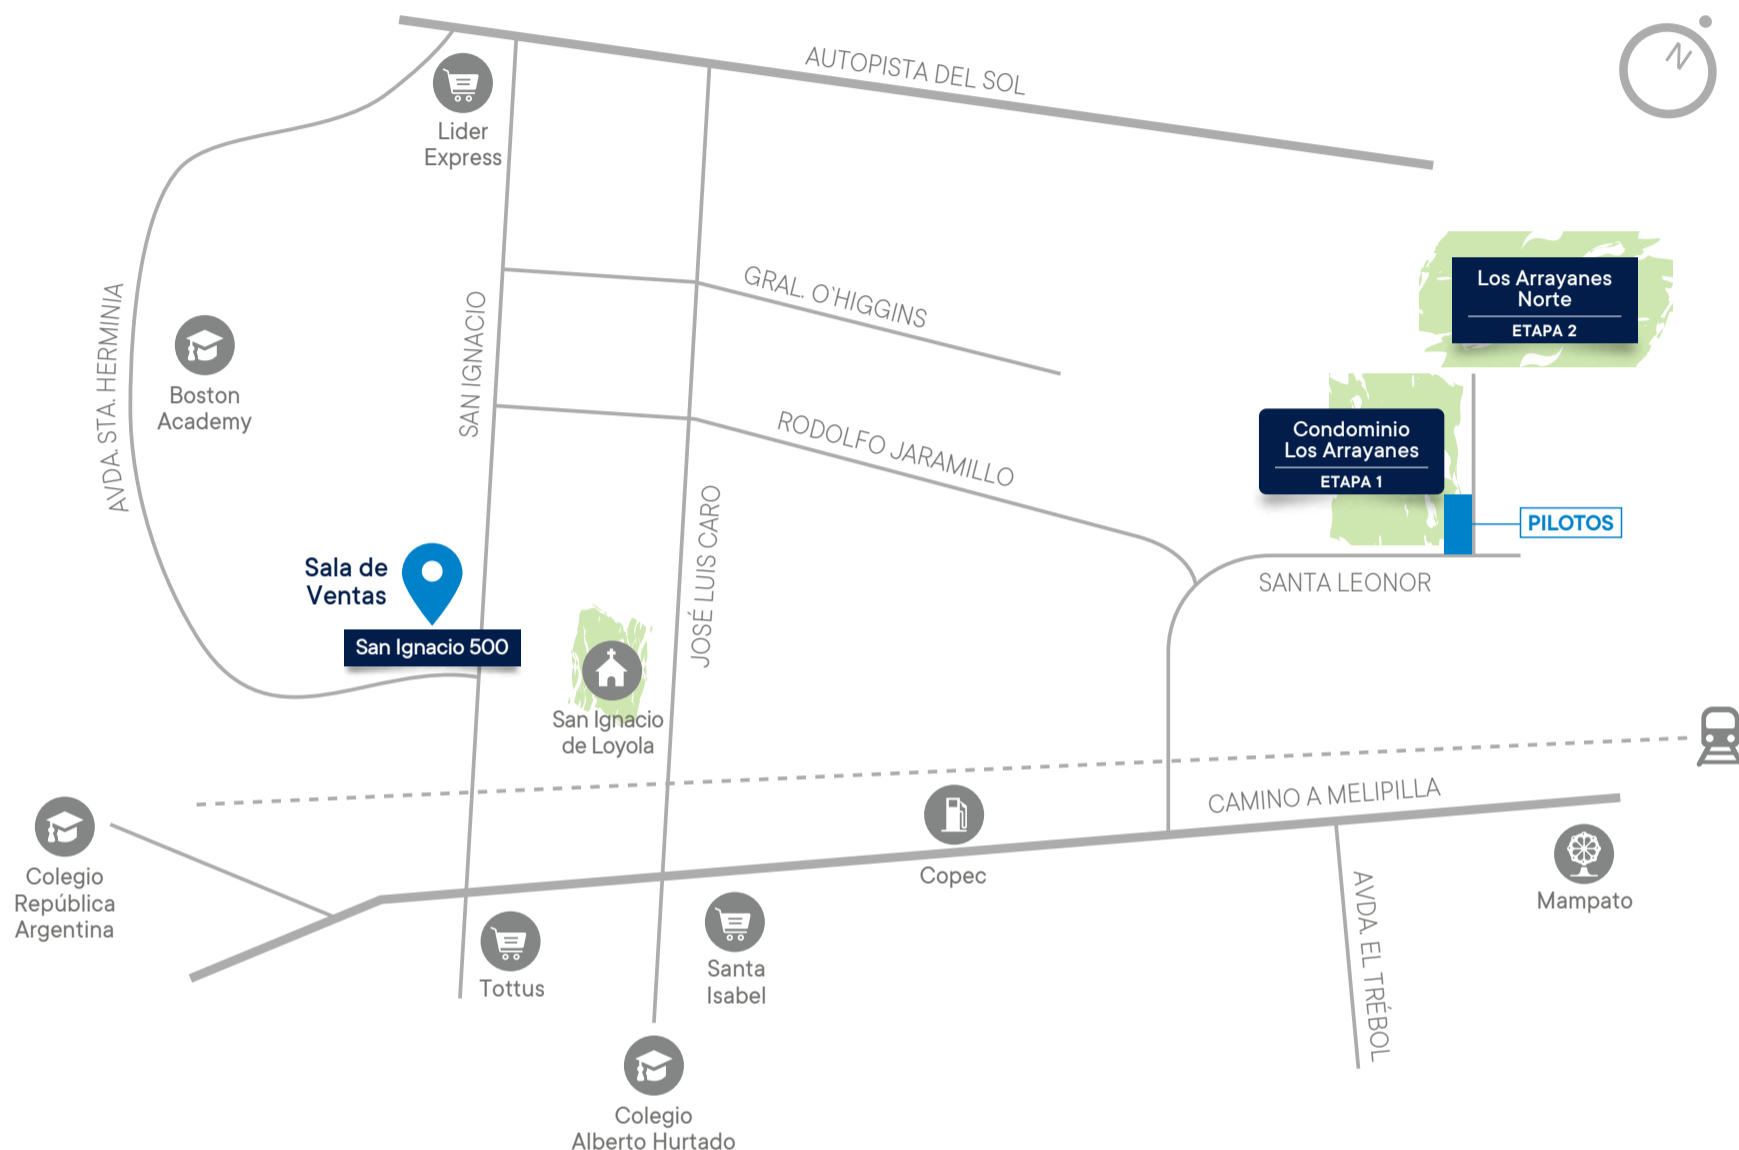 AUTOPISTA DEL SOL
N
Lider
Express
Los Arrayanes
Norte
ETAPA 2
GRAL. O'HIGGINS
AVDA. STA. HERMINIA
SAN IGNACIO
Boston
Academy
RODOLFO JARAMILLO
Condominio
Los Arrayanes
ETAPA 1
PILOTOS
JOSÉ LUIS CARO
Sala de
Ventas
San Ignacio 500
SANTA LEONOR
San Ignacio
de Loyola
CAMINO A MELIPILLA
Colegio
República
Argentina
Copec
Mampato
AVDA. EL TRÉBOL
Tottus
Santa
Isabel
Colegio
Alberto Hurtado